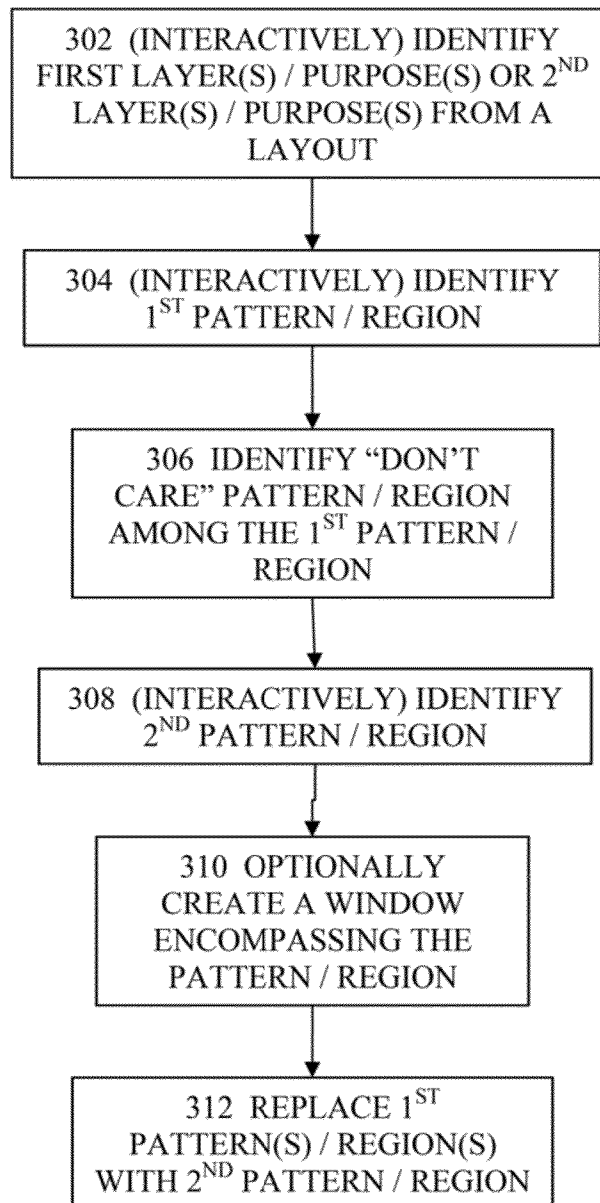 302 (INTERACTIVELY) IDENTIFY
FIRST LAYER(S) / PURPOSE(S) OR 2ND
LAYER(S) / PURPOSE(S) FROM A
LAYOUT
304 (INTERACTIVELY) IDENTIFY
1ST PATTERN / REGION
306 IDENTIFY “DON’T
CARE” PATTERN / REGION
AMONG THE 1ST PATTERN /
REGION
308 (INTERACTIVELY) IDENTIFY
2ND PATTERN / REGION
310 OPTIONALLY
CREATE A WINDOW
ENCOMPASSING THE
PATTERN / REGION
312 REPLACE 1ST
PATTERN(S) / REGION(S)
WITH 2ND PATTERN / REGION